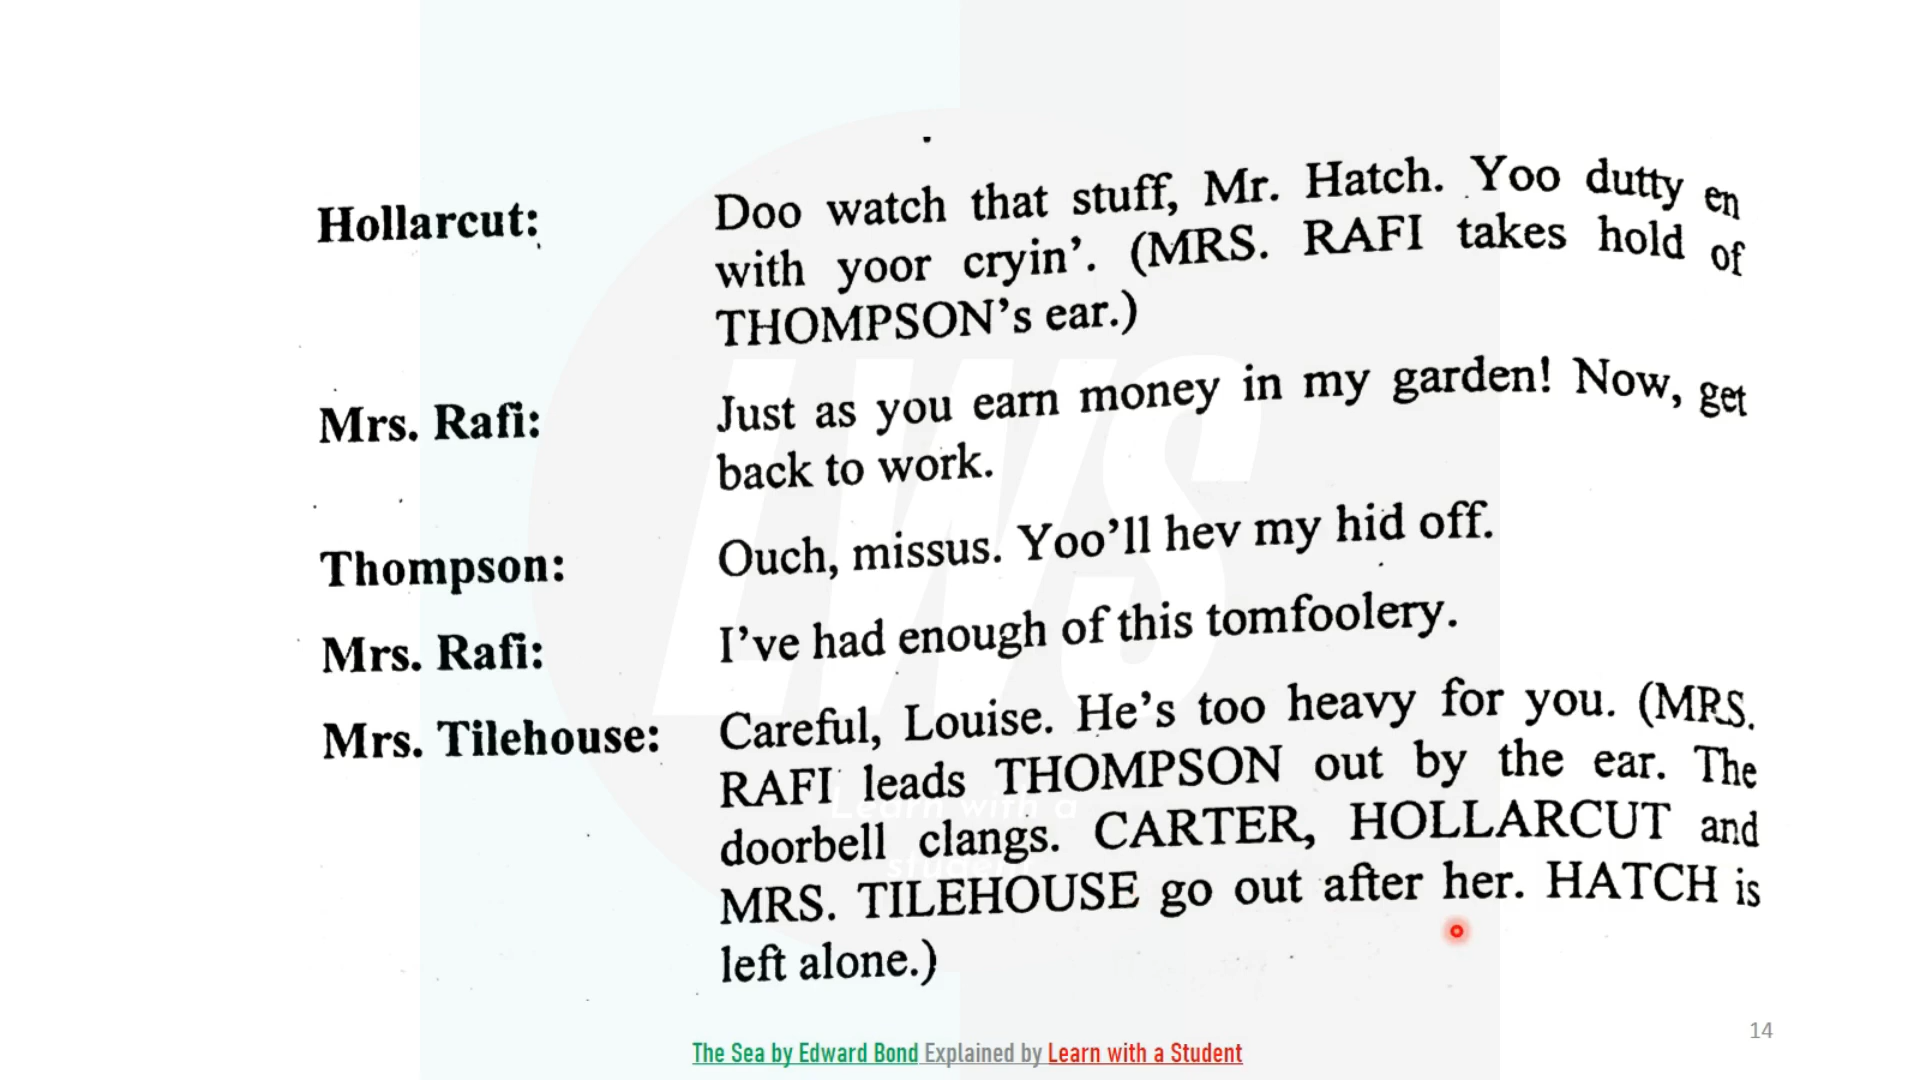 Hollarcut: Doo watch that stuff, Mr. Hatch. Yoo dutty en
with yoor cryin’. (MRS. RAFI takes hold of
THOMPSON’s ear.)
Mrs. Rafi: Just as you earn money in my garden! Now, get
back to work.
Thompson: Ouch, missus. Yoo’ll hev my hid off.
Mrs. Rafi: I’ve had enough of this tomfoolery.
Mrs. Tilehouse: Careful, Louise. He’s too heavy for you. (MRS.
RAFI leads THOMPSON out by the ear. The
doorbell clangs. CARTER, HOLLARCUT and
MRS. TILEHOUSE go out after her. HATCH is
left alone.)
LWS
Learn with a
student
14
The Sea by Edward Bond Explained by Learn with a Student